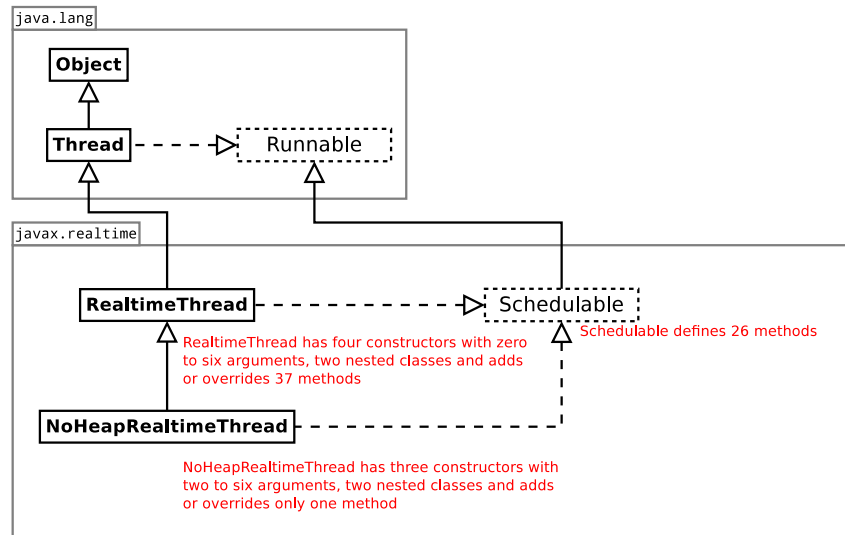 java.lang
Object
Thread
Runnable
javax.realtime
RealtimeThread
Schedulable
Schedulable defines 26 methods
RealtimeThread has four constructors with zero
to six arguments, two nested classes and adds
or overrides 37 methods
NoHeapRealtimeThread
NoHeapRealtimeThread has three constructors with
two to six arguments, two nested classes and adds
or overrides only one method